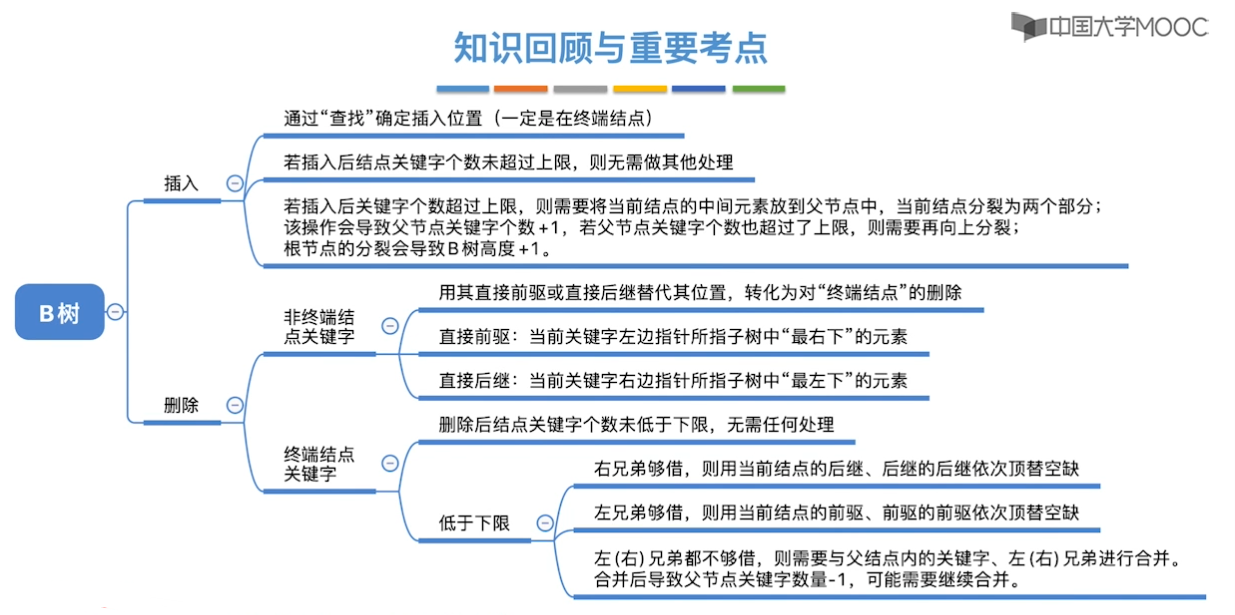 中国大学MOOC
知识回顾与重要考点
B树
插入
通过“查找”确定插入位置（一定是在终端结点）
若插入后结点关键字个数未超过上限，则无需做其他处理
若插入后关键字个数超过上限，则需要将当前结点的中间元素放到父节点中，当前结点分裂为两个部分；
该操作会导致父节点关键字个数+1，若父节点关键字个数也超过了上限，则需要再向上分裂；
根节点的分裂会导致B树高度+1。
删除
非终端结
点关键字
用其直接前驱或直接后继替代其位置，转化为对“终端结点”的删除
直接前驱：当前关键字左边指针所指子树中“最右下”的元素
直接后继：当前关键字右边指针所指子树中“最左下”的元素
终端结点
关键字
删除后结点关键字个数未低于下限，无需任何处理
低于下限
右兄弟够借，则用当前结点的后继、后继的后继依次顶替空缺
左兄弟够借，则用当前结点的前驱、前驱的前驱依次顶替空缺
左(右)兄弟都不够借，则需要与父结点内的关键字、左(右)兄弟进行合并。
合并后导致父节点关键字数量-1，可能需要继续合并。